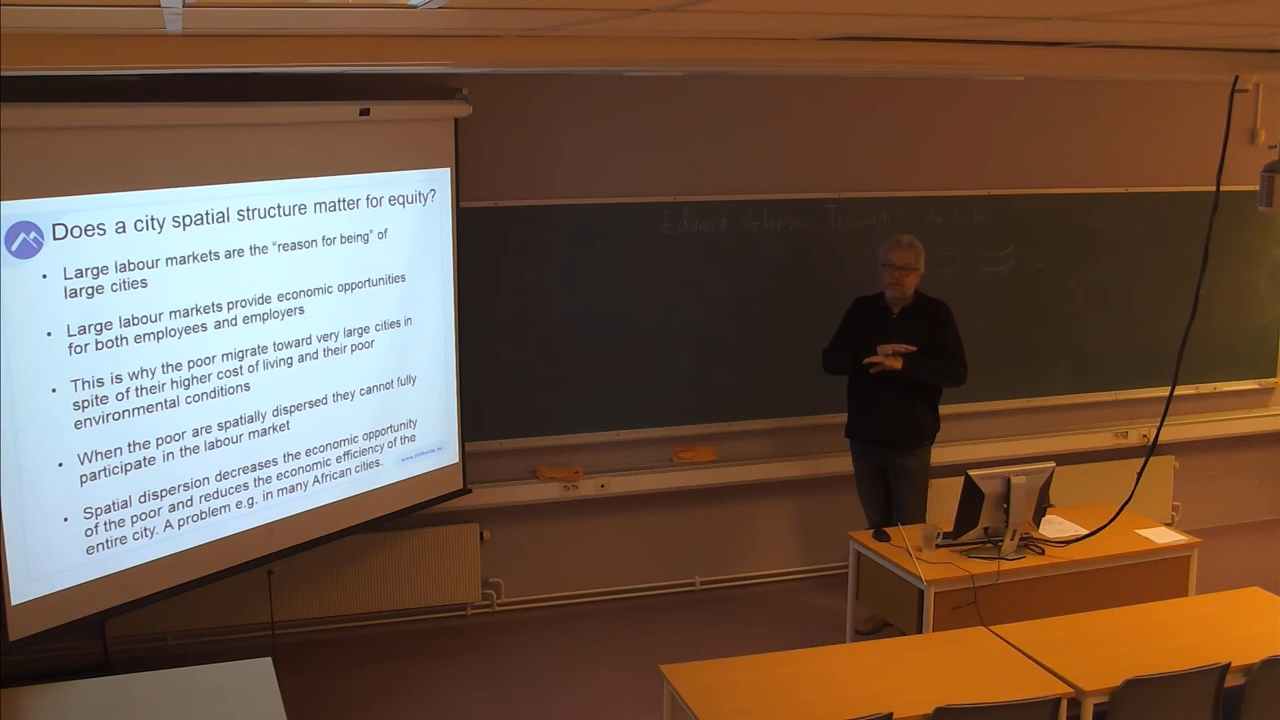 Does a city spatial structure matter for equity?
• Large labour markets are the “reason for being” of
large cities
• Large labour markets provide economic opportunities
for both employees and employers
• This is why the poor migrate toward very large cities in
spite of their higher cost of living and their poor
environmental conditions
• When the poor are spatially dispersed they cannot fully
participate in the labour market
• Spatial dispersion decreases the economic opportunity
of the poor and reduces the economic efficiency of the
entire city. A problem e.g. in many African cities.